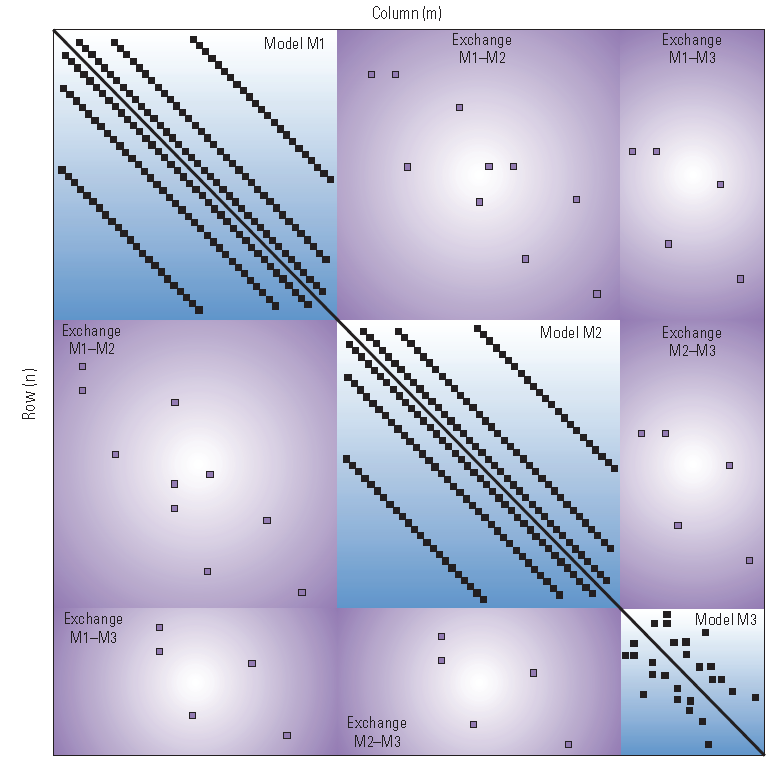 Column (m)
Model M1
Exchange
M1–M2
Exchange
M1–M3
Row (n)
Exchange
M1–M2
Model M2
Exchange
M2–M3
Exchange
M1–M3
Exchange
M2–M3
Model M3